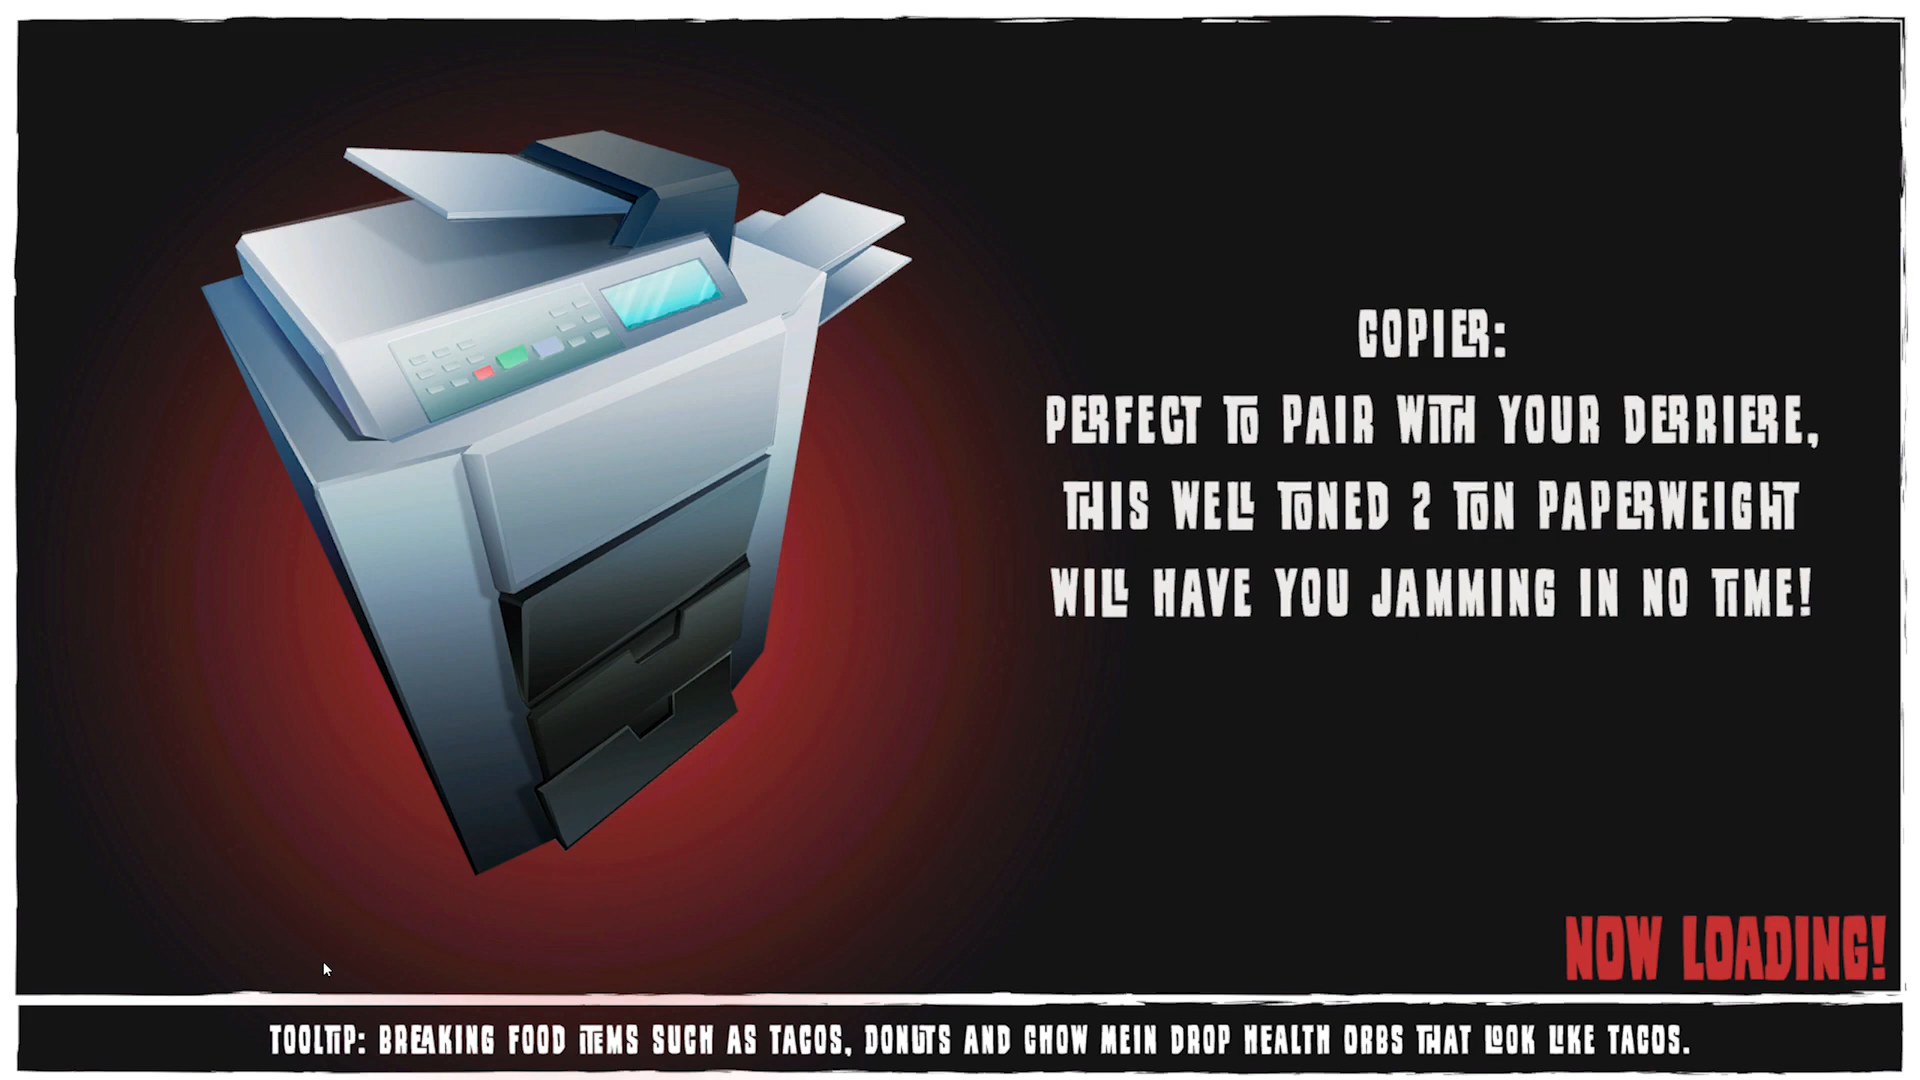 COPIER:
PERFECT TO PAIR WITH YOUR DERRIERE,
THIS WELL TONED 2 TON PAPERWEIGHT
WILL HAVE YOU JAMMING IN NO TIME!
NOW LOADING!
TOOLTIP: BREAKING FOOD ITEMS SUCH AS TACOS, DONUTS AND CHOW MEIN DROP HEALTH ORBS THAT LOOK LIKE TACOS.